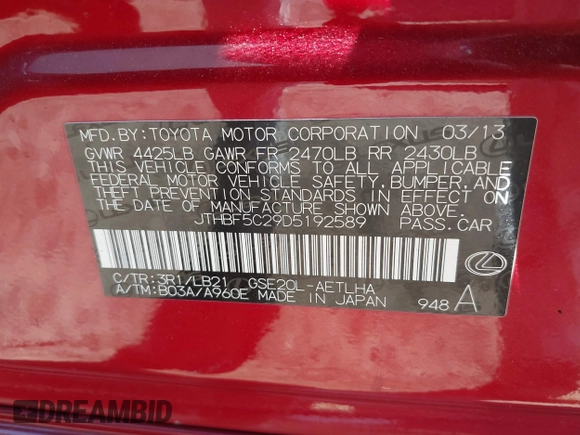 MFD.BY:TOYOTA MOTOR CORPORATION 03/13
GVWR 4425LB GAWR FR 2470LB RR 2430LB
THIS VEHICLE CONFORMS TO ALL APPLICABLE
FEDERAL MOTOR VEHICLE SAFETY, BUMPER, AND
THEFT PREVENTION STANDARDS IN EFFECT ON
THE DATE OF MANUFACTURE SHOWN ABOVE.
JTHBF5C29D5192589 PASS.CAR
EDN
C/TR:3R1/LB21 GSE20L-AETLHA
A/TM:B03A/A960E MADE IN JAPAN
948 A
DREAMBID